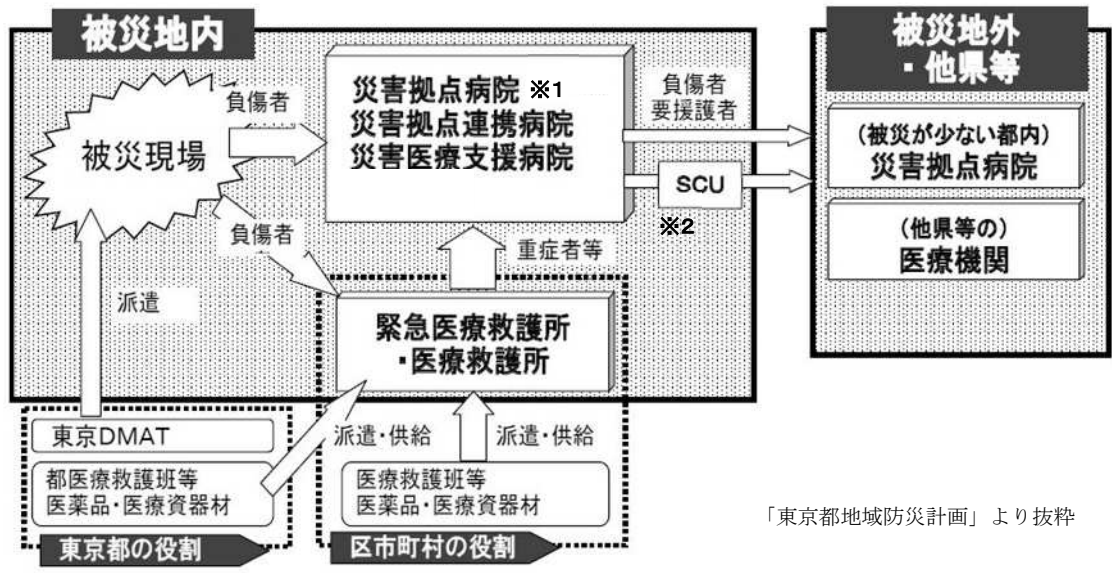 被災地内
被災現場
負傷者
負傷者
災害拠点病院 ※1
災害拠点連携病院
災害医療支援病院
負傷者
要援護者
SCU
※2
被災地外
・他県等
(被災が少ない都内)
災害拠点病院
(他県等の)
医療機関
重症者等
派遣
緊急医療救護所
・医療救護所
東京DMAT
都医療救護班等
医薬品・医療資器材
東京都の役割
派遣・供給
派遣・供給
医療救護班等
医薬品・医療資器材
区市町村の役割
「東京都地域防災計画」より抜粋